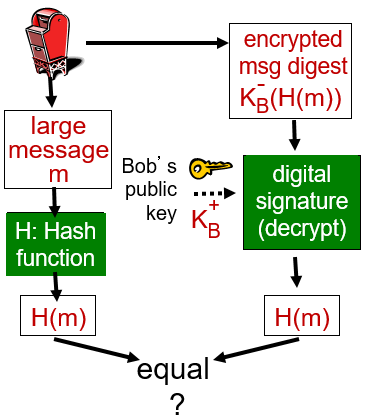 encrypted
msg digest
K_B^-(H(m))
large
message
m
Bob's
public
key
K_B^+
digital
signature
(decrypt)
H: Hash
function
H(m)
H(m)
equal
?